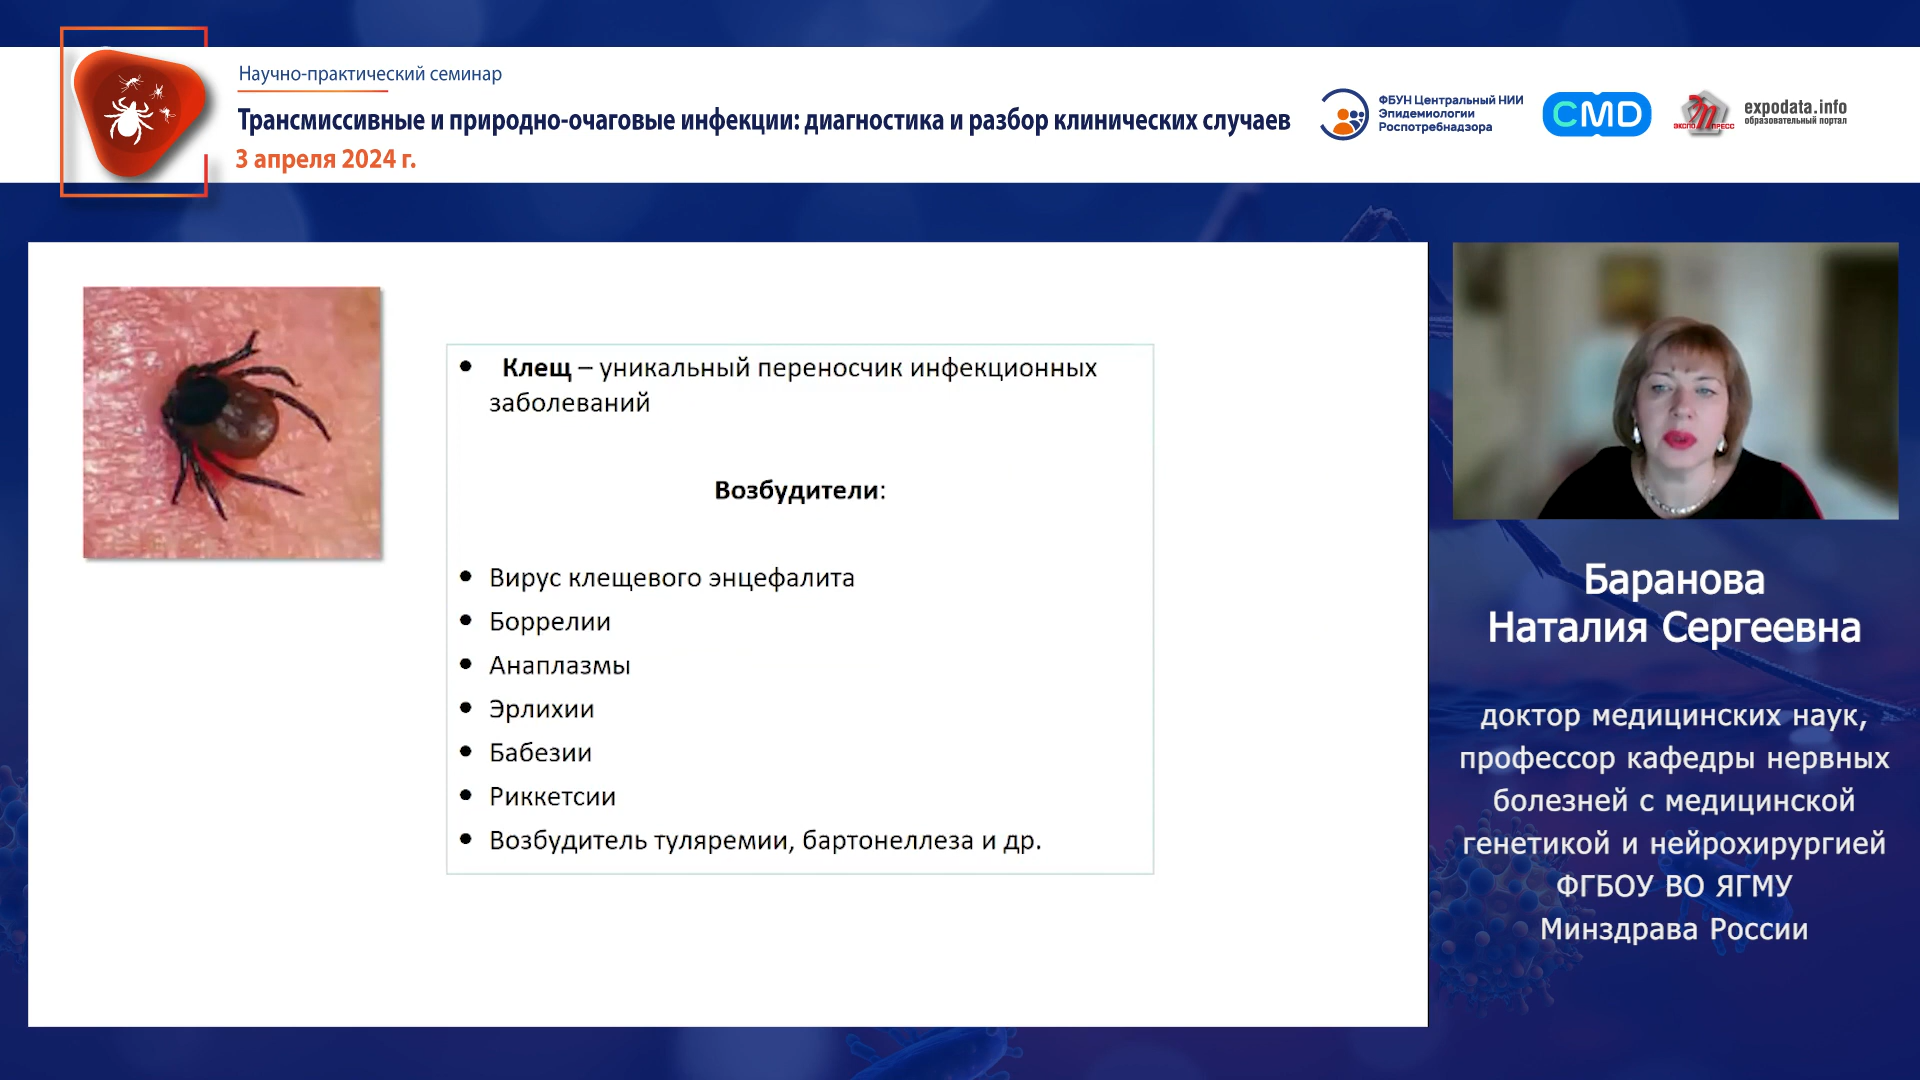 Научно-практический семинар
Трансмиссивные и природно-очаговые инфекции: диагностика и разбор клинических случаев
3 апреля 2024 г.
ФБУН Центральный НИИ
Эпидемиологии
Роспотребнадзора
CMD
ЭКСПО ПРЕСС
expodata.info
образовательный портал
• Клещ – уникальный переносчик инфекционных
заболеваний
Возбудители:
• Вирус клещевого энцефалита
• Боррелии
• Анаплазмы
• Эрлихии
• Бабезии
• Риккетсии
• Возбудитель туляремии, бартонеллеза и др.
Баранова
Наталия Сергеевна
доктор медицинских наук,
профессор кафедры нервных
болезней с медицинской
генетикой и нейрохирургией
ФГБОУ ВО ЯГМУ
Минздрава России